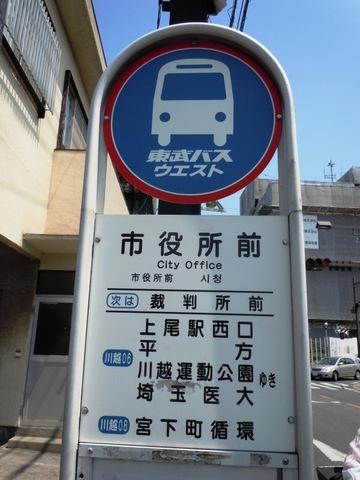 東武バス
ウエスト
市役所前
City Office
市役所前 시청
次は 裁判所前
上尾駅西口
平方
川越06 川越運動公園 ゆき
埼玉医大
川越08 宮下町循環